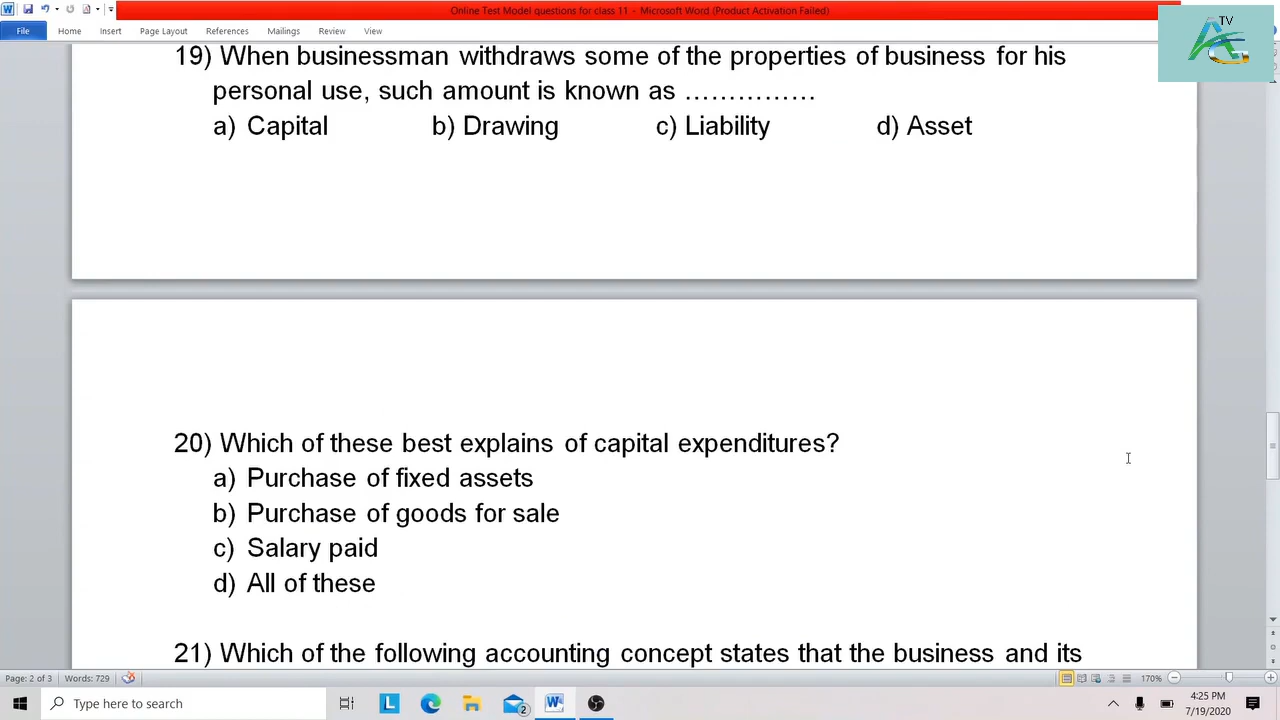 Online Test Model questions for class 11 - Microsoft Word (Product Activation Failed)
File Home Insert Page Layout References Mailings Review View
TV
19) When businessman withdraws some of the properties of business for his
personal use, such amount is known as ……………
a) Capital b) Drawing c) Liability d) Asset
20) Which of these best explains of capital expenditures?
a) Purchase of fixed assets
b) Purchase of goods for sale
c) Salary paid
d) All of these
21) Which of the following accounting concept states that the business and its
Page: 2 of 3 Words: 729 170%
Type here to search
2
4:25 PM
7/19/2020